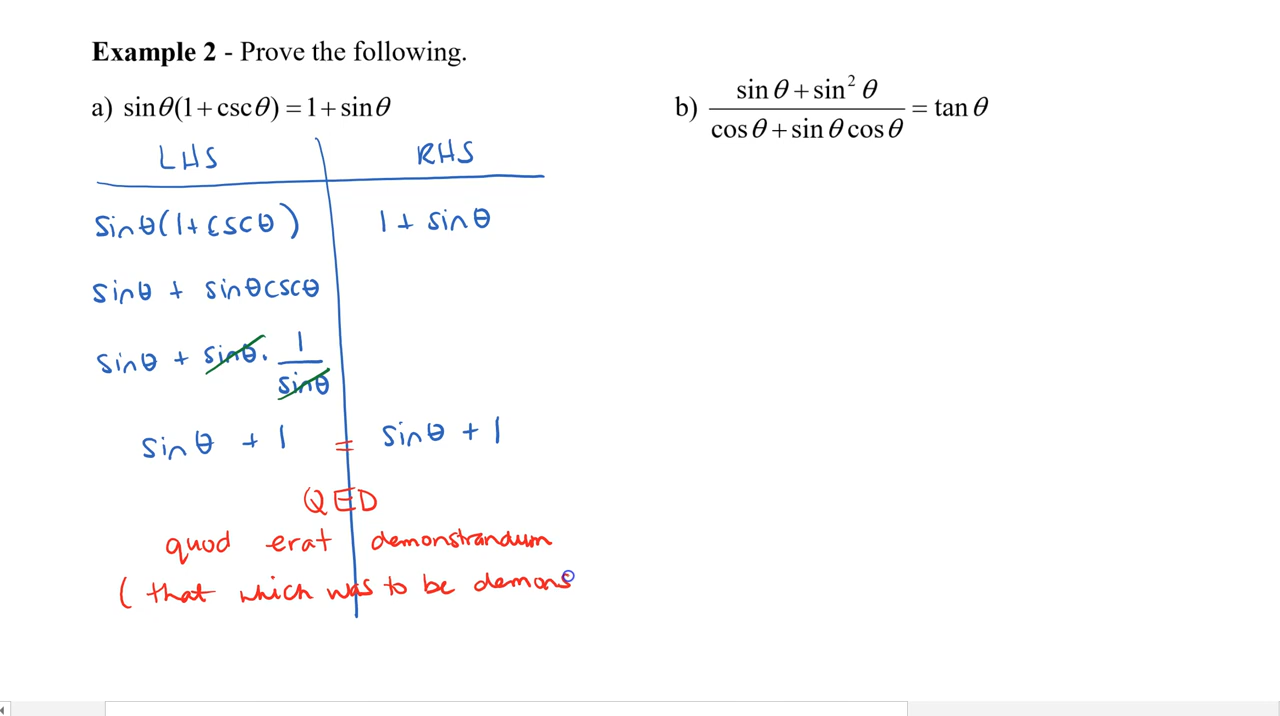 Example 2 - Prove the following.
a) sinθ(1+cscθ)=1+sinθ
b) (sinθ+sin²θ)/(cosθ+sinθcosθ) = tanθ
LHS RHS
sinθ(1+cscθ) 1+sinθ
sinθ + sinθcscθ
sinθ + sinθ · 1/sinθ
sinθ + 1 = sinθ + 1
QED
quod erat demonstrandum
(that which was to be demons